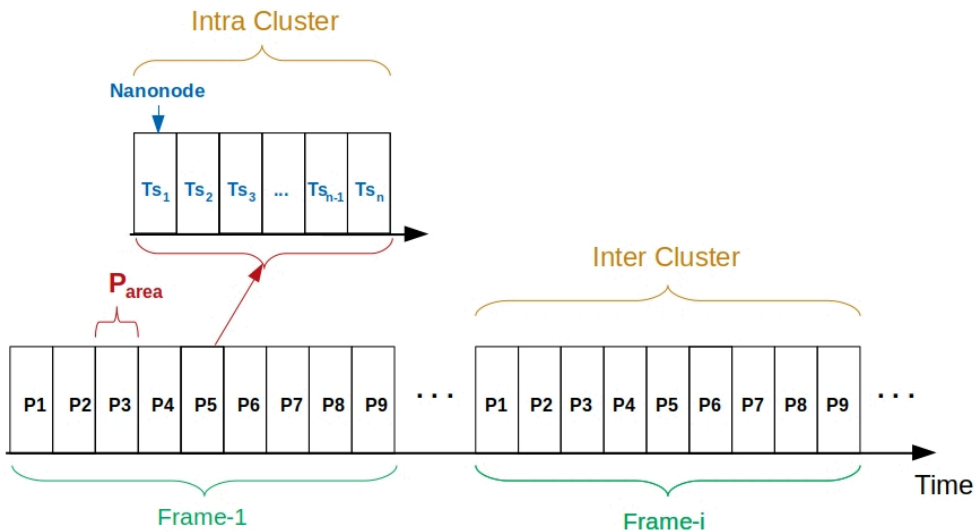 Intra Cluster
Nanonode
Ts1 Ts2 Ts3 ... Tsn-1 Tsn
Inter Cluster
Parea
P1 P2 P3 P4 P5 P6 P7 P8 P9 ... P1 P2 P3 P4 P5 P6 P7 P8 P9 ...
Time
Frame-1 Frame-i